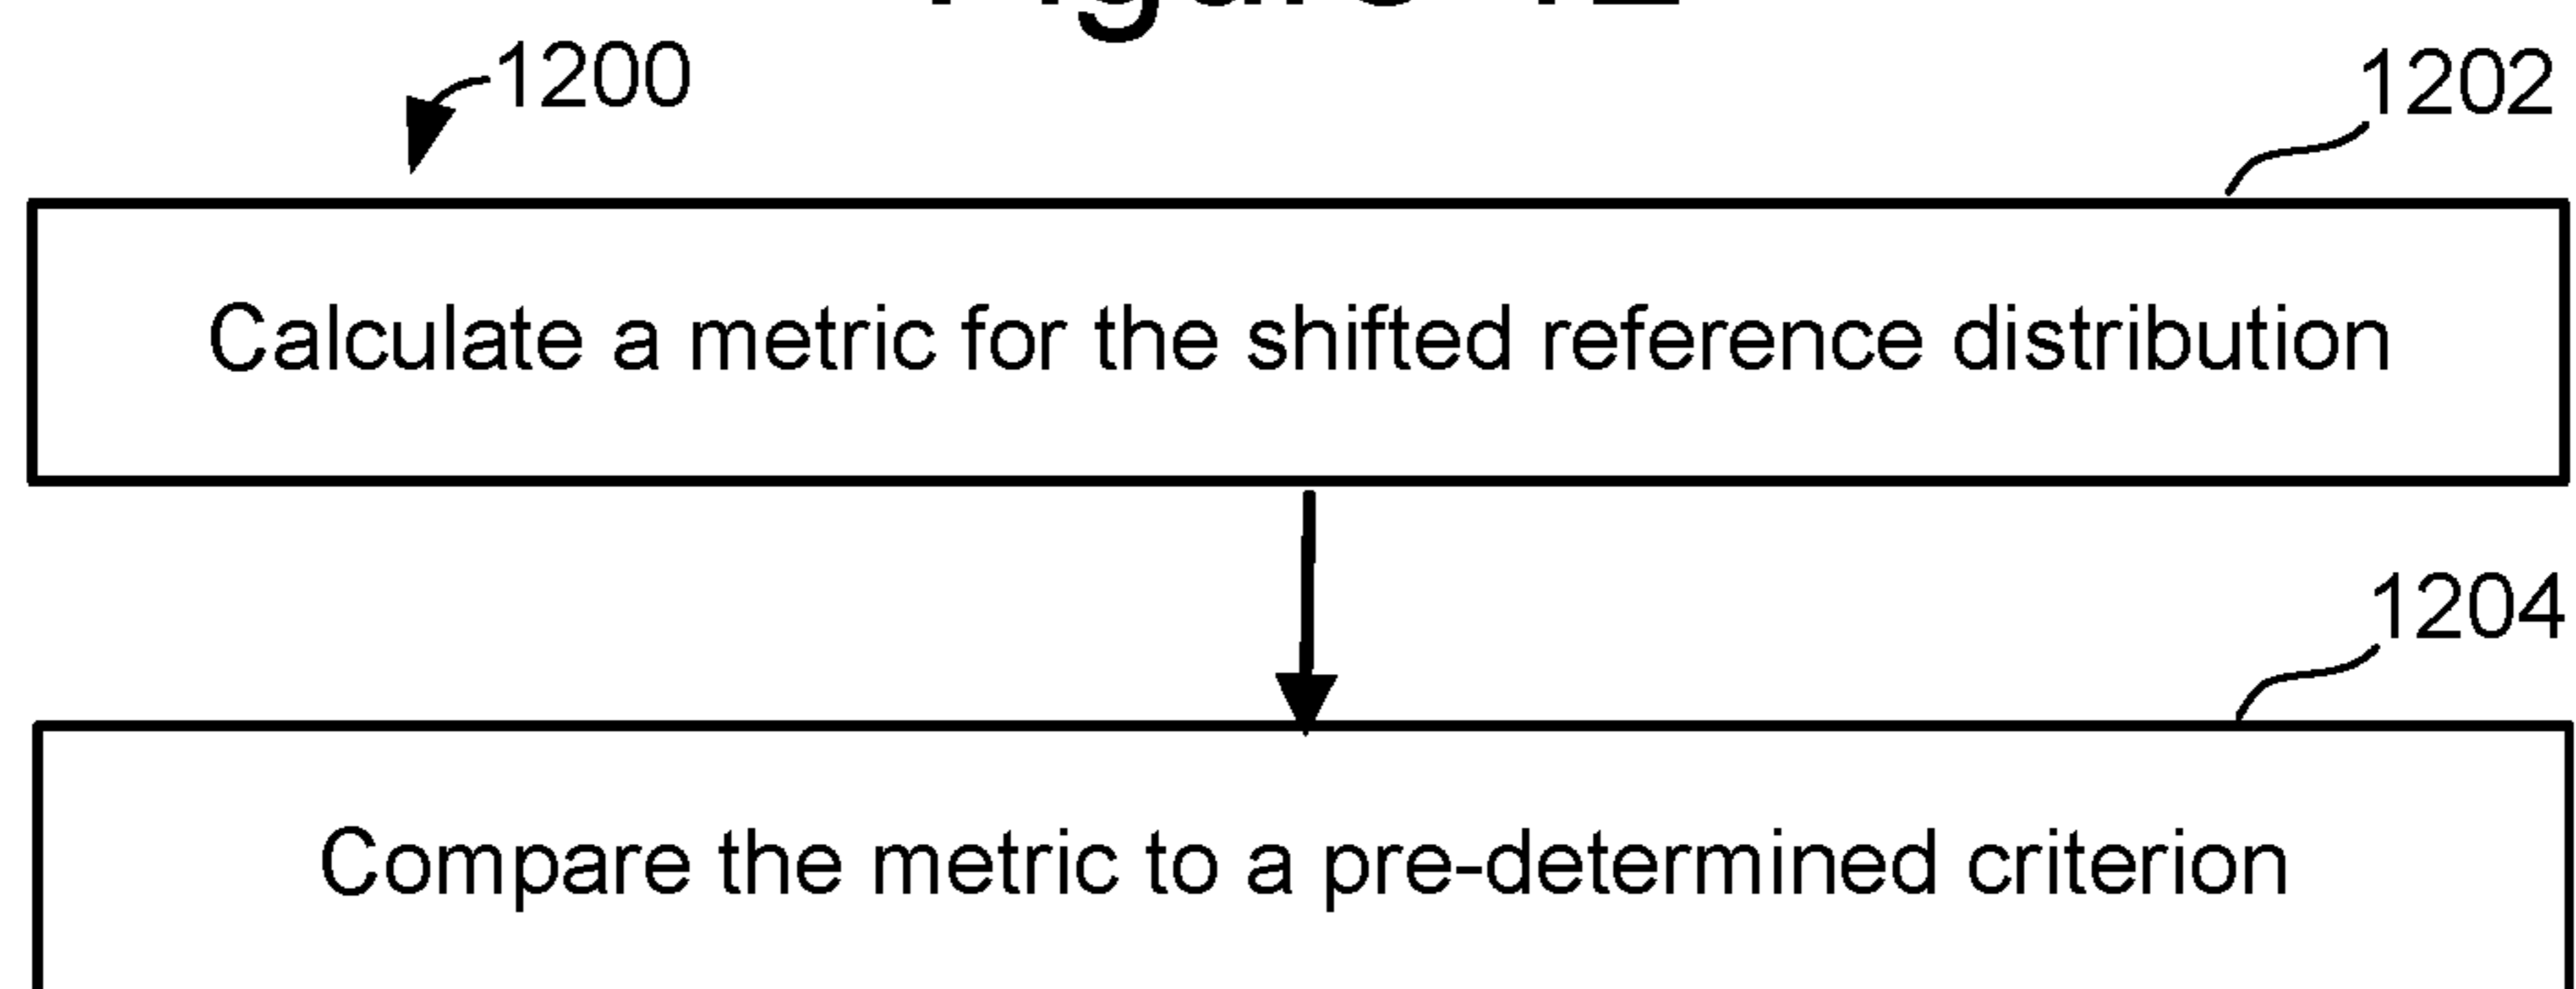 1200
1202
Calculate a metric for the shifted reference distribution
1204
Compare the metric to a pre-determined criterion